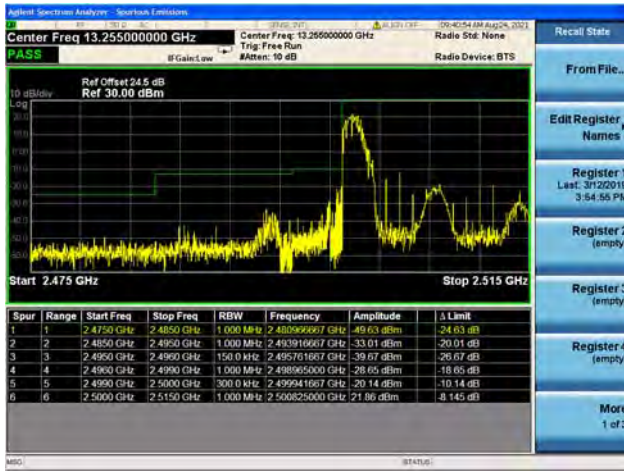 Agilent Spectrum Analyzer - Spurious Emissions
SENSE:INT ALIGN OFF 09:40:54 AM Aug 24, 2021
Center Freq 13.255000000 GHz
Center Freq: 13.255000000 GHz
Radio Std: None
Trig: Free Run
PASS
IFGain:Low
#Atten: 10 dB
Radio Device: BTS
Ref Offset 24.5 dB
10 dB/div Ref 30.00 dBm
Log
Start 2.475 GHz
Stop 2.515 GHz
Spur Range Start Freq Stop Freq RBW Frequency Amplitude Δ Limit
1 1 2.4750 GHz 2.4850 GHz 1.000 MHz 2.480966667 GHz -49.63 dBm -24.63 dB
2 2 2.4850 GHz 2.4950 GHz 1.000 MHz 2.493916667 GHz -33.01 dBm -20.01 dB
3 3 2.4950 GHz 2.4960 GHz 150.0 kHz 2.495761667 GHz -39.67 dBm -26.67 dB
4 4 2.4960 GHz 2.4990 GHz 1.000 MHz 2.498965000 GHz -28.65 dBm -18.65 dB
5 5 2.4990 GHz 2.5000 GHz 300.0 kHz 2.499941667 GHz -20.14 dBm -10.14 dB
6 6 2.5000 GHz 2.5150 GHz 1.000 MHz 2.500825000 GHz 21.86 dBm -8.145 dB
MSG
STATUS
Recall State
From File...
Edit Register
Names
Register 1
Last: 3/12/2019
3:54:55 PM
Register 2
(empty
Register 3
(empty
Register 4
(empty
More
1 of